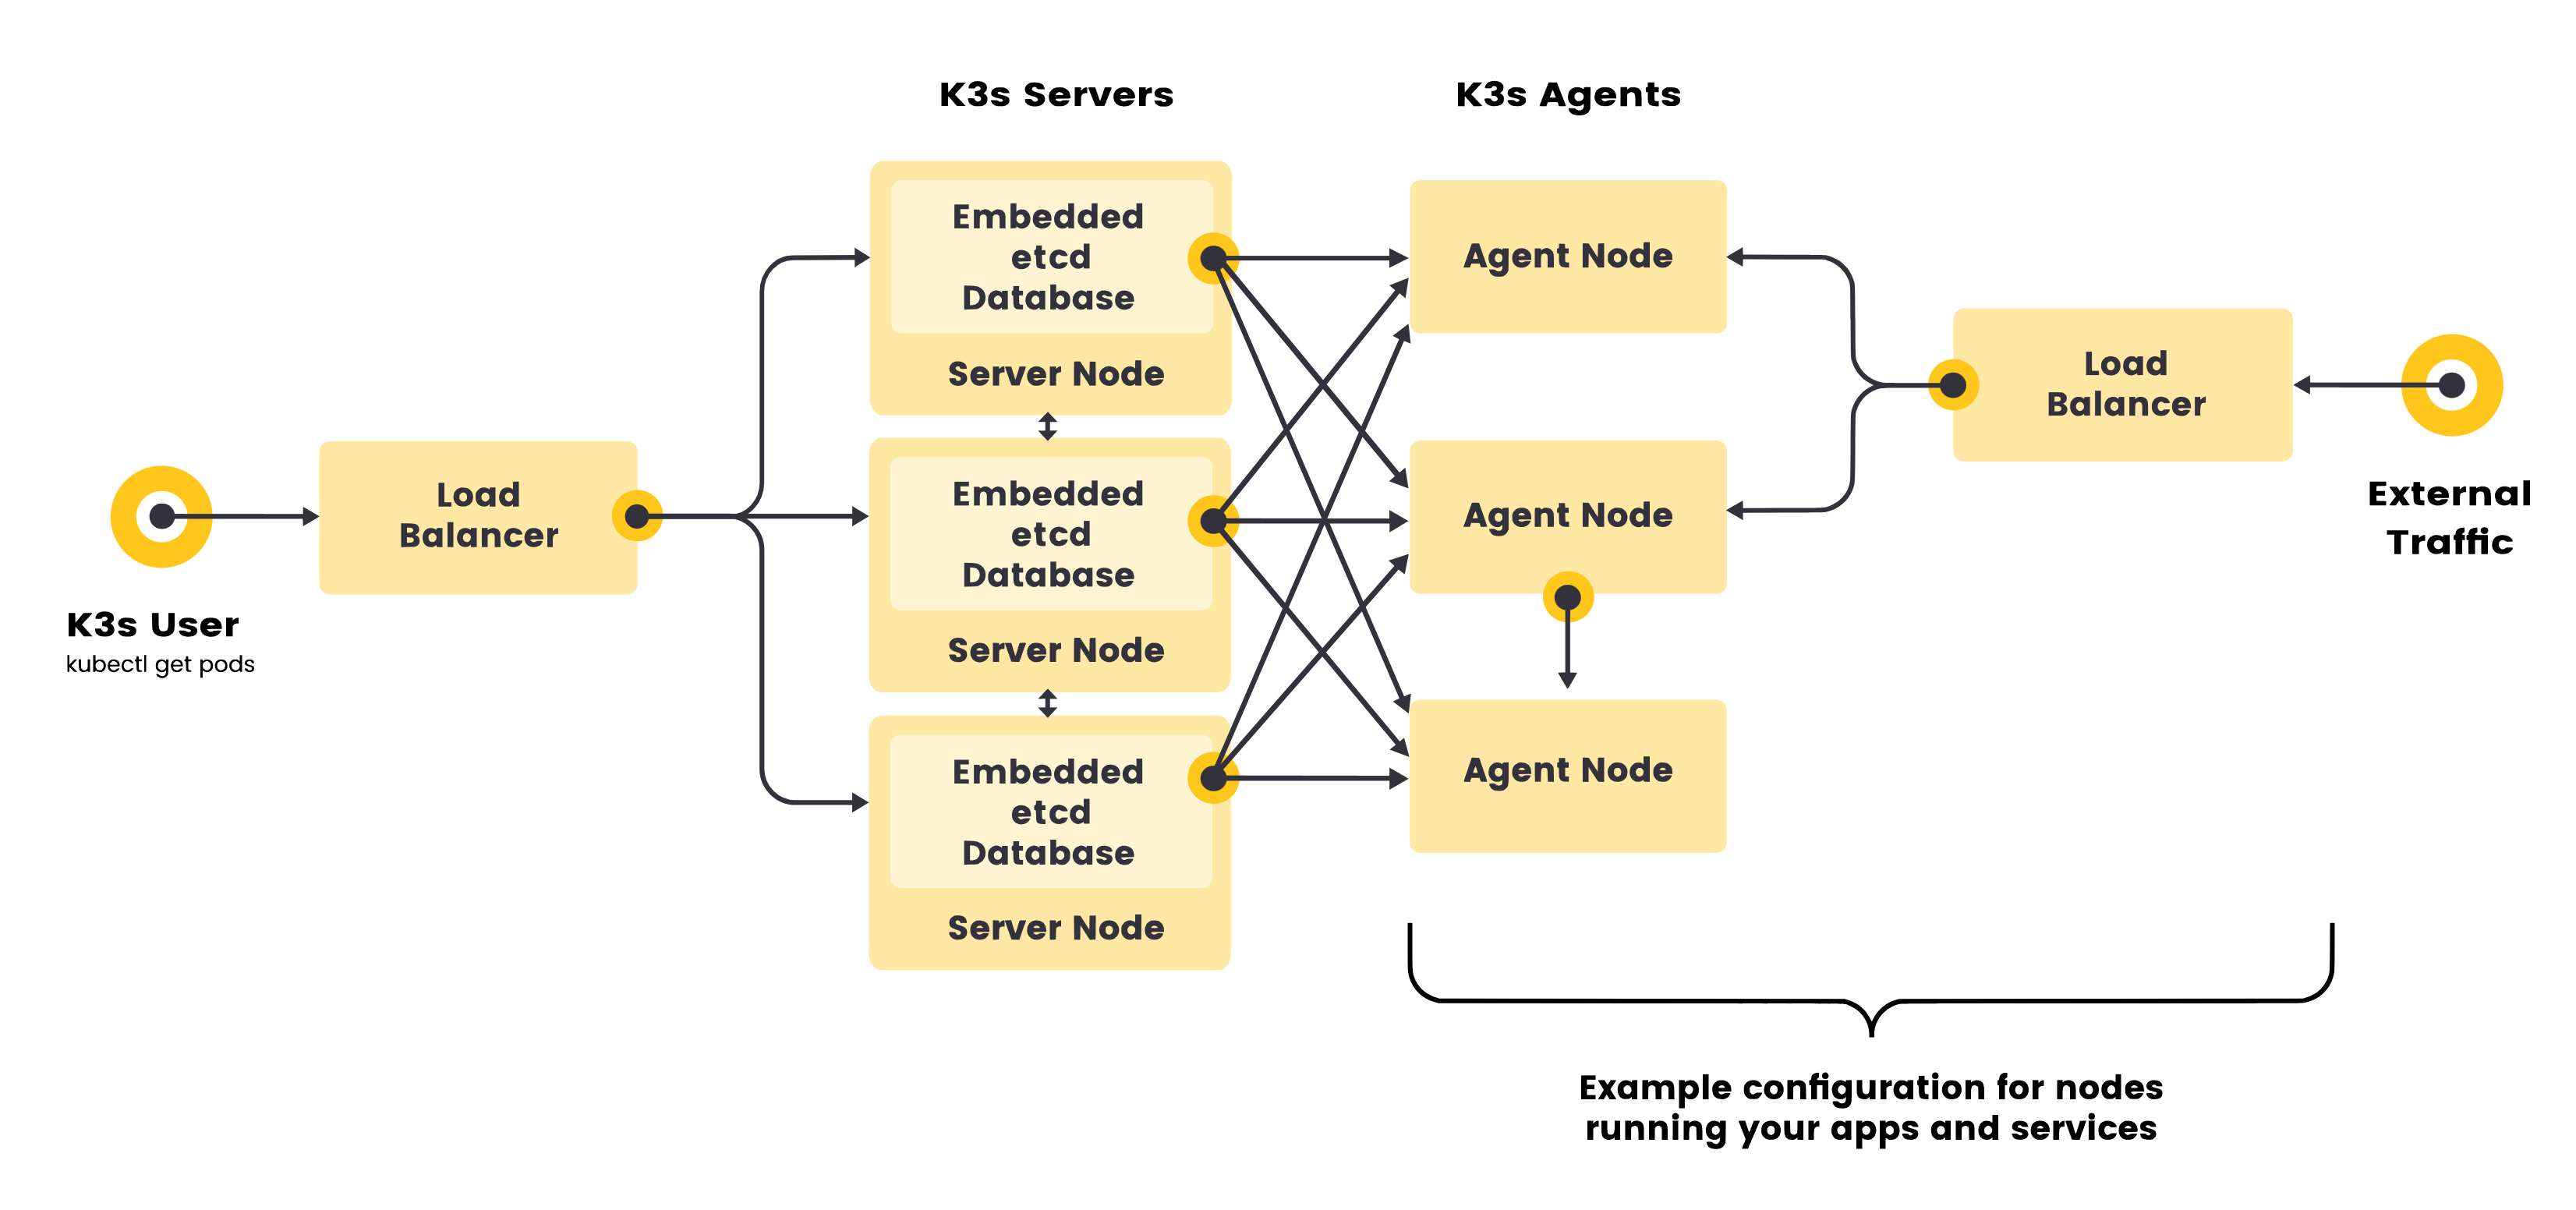 K3s Servers
K3s Agents
K3s User
kubectl get pods
Load
Balancer
Embedded
etcd
Database
Server Node
Embedded
etcd
Database
Server Node
Embedded
etcd
Database
Server Node
Agent Node
Agent Node
Agent Node
Load
Balancer
External
Traffic
Example configuration for nodes
running your apps and services